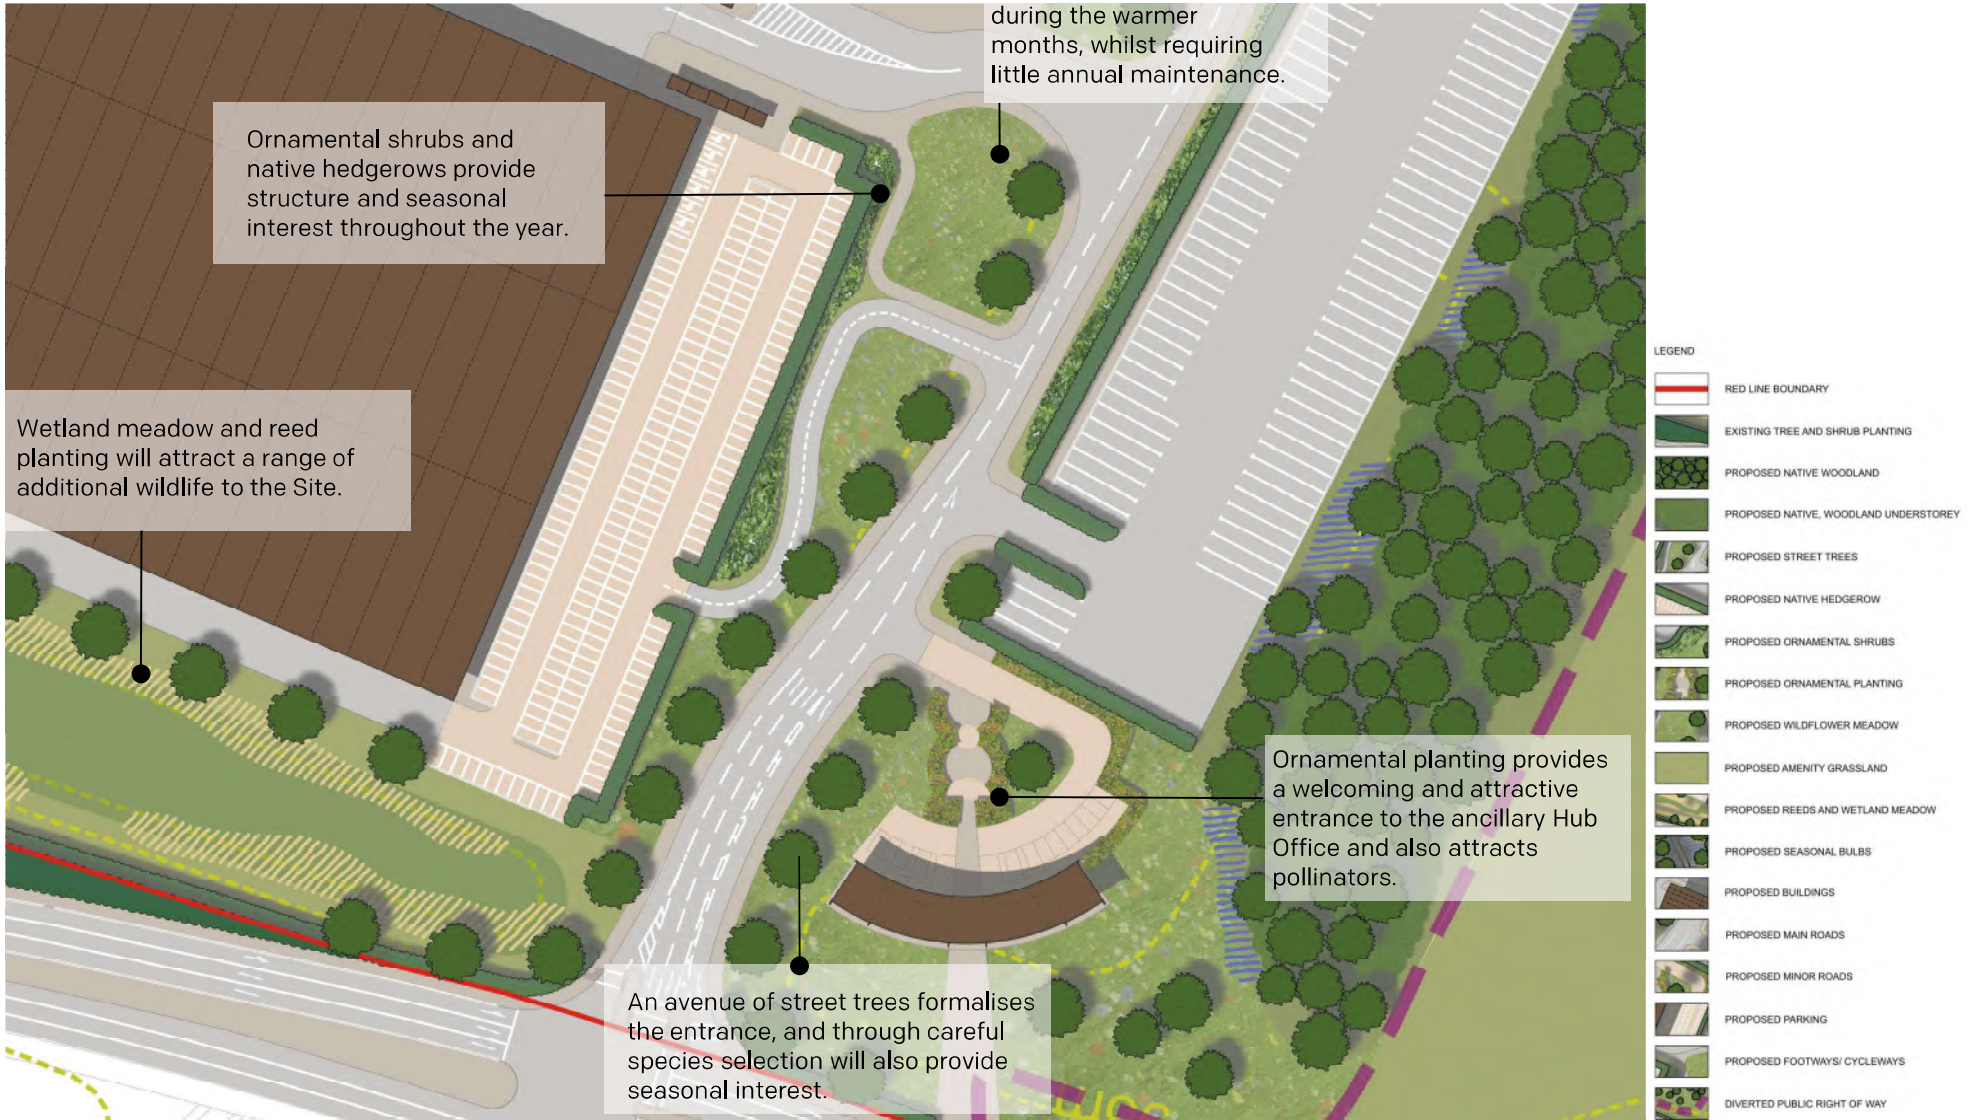 during the warmer
months, whilst requiring
little annual maintenance.
Ornamental shrubs and
native hedgerows provide
structure and seasonal
interest throughout the year.
Wetland meadow and reed
planting will attract a range of
additional wildlife to the Site.
Ornamental planting provides
a welcoming and attractive
entrance to the ancillary Hub
Office and also attracts
pollinators.
An avenue of street trees formalises
the entrance, and through careful
species selection will also provide
seasonal interest.
LEGEND
RED LINE BOUNDARY
EXISTING TREE AND SHRUB PLANTING
PROPOSED NATIVE WOODLAND
PROPOSED NATIVE, WOODLAND UNDERSTOREY
PROPOSED STREET TREES
PROPOSED NATIVE HEDGEROW
PROPOSED ORNAMENTAL SHRUBS
PROPOSED ORNAMENTAL PLANTING
PROPOSED WILDFLOWER MEADOW
PROPOSED AMENITY GRASSLAND
PROPOSED REEDS AND WETLAND MEADOW
PROPOSED SEASONAL BULBS
PROPOSED BUILDINGS
PROPOSED MAIN ROADS
PROPOSED MINOR ROADS
PROPOSED PARKING
PROPOSED FOOTWAYS/ CYCLEWAYS
DIVERTED PUBLIC RIGHT OF WAY